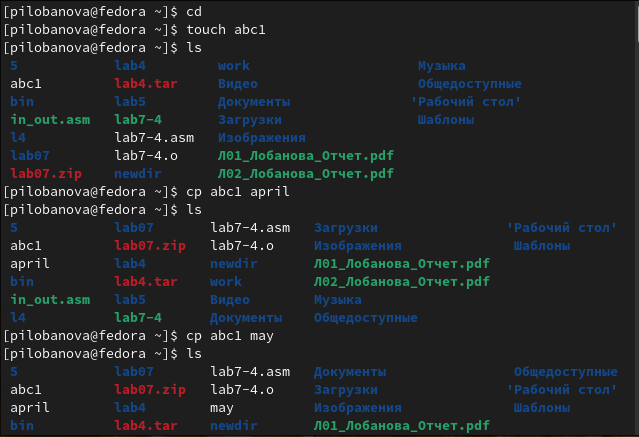 [pilobanova@fedora ~]$ cd
[pilobanova@fedora ~]$ touch abc1
[pilobanova@fedora ~]$ ls
5 lab4 work Музыка
abc1 lab4.tar Видео Общедоступные
bin lab5 Документы 'Рабочий стол'
in_out.asm lab7-4 Загрузки Шаблоны
l4 lab7-4.asm Изображения
lab07 lab7-4.o Л01_Лобанова_Отчет.pdf
lab07.zip newdir Л02_Лобанова_Отчет.pdf
[pilobanova@fedora ~]$ cp abc1 april
[pilobanova@fedora ~]$ ls
5 lab07 lab7-4.asm Загрузки 'Рабочий стол'
abc1 lab07.zip lab7-4.o Изображения Шаблоны
april lab4 newdir Л01_Лобанова_Отчет.pdf
bin lab4.tar work Л02_Лобанова_Отчет.pdf
in_out.asm lab5 Видео Музыка
l4 lab7-4 Документы Общедоступные
[pilobanova@fedora ~]$ cp abc1 may
[pilobanova@fedora ~]$ ls
5 lab07 lab7-4.asm Документы Общедоступные
abc1 lab07.zip lab7-4.o Загрузки 'Рабочий стол'
april lab4 may Изображения Шаблоны
bin lab4.tar newdir Л01_Лобанова_Отчет.pdf